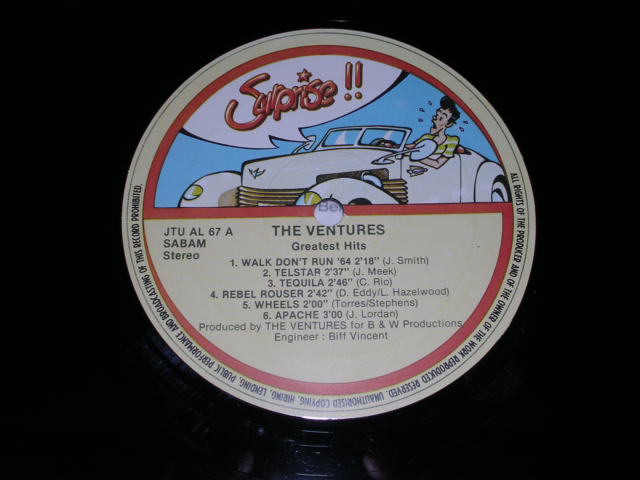 Surprise!!
Bel
JTU AL 67 A
SABAM
Stereo
THE VENTURES
Greatest Hits
1. WALK DON'T RUN '64 2'18" (J. Smith)
2. TELSTAR 2'37" (J. Meek)
3. TEQUILA 2'46" (C. Rio)
4. REBEL ROUSER 2'42" (D. Eddy/L. Hazelwood)
5. WHEELS 2'00" (Torres/Stephens)
6. APACHE 3'00 (J. Lordan)
Produced by THE VENTURES for B & W Productions
Engineer : Biff Vincent
ALL RIGHTS OF THE PRODUCER AND OF THE OWNER OF THE WORK REPRODUCED RESERVED. UNAUTHORISED COPYING, HIRING, LENDING, PUBLIC PERFORMANCE AND BROADCASTING OF THIS RECORD PROHIBITED.